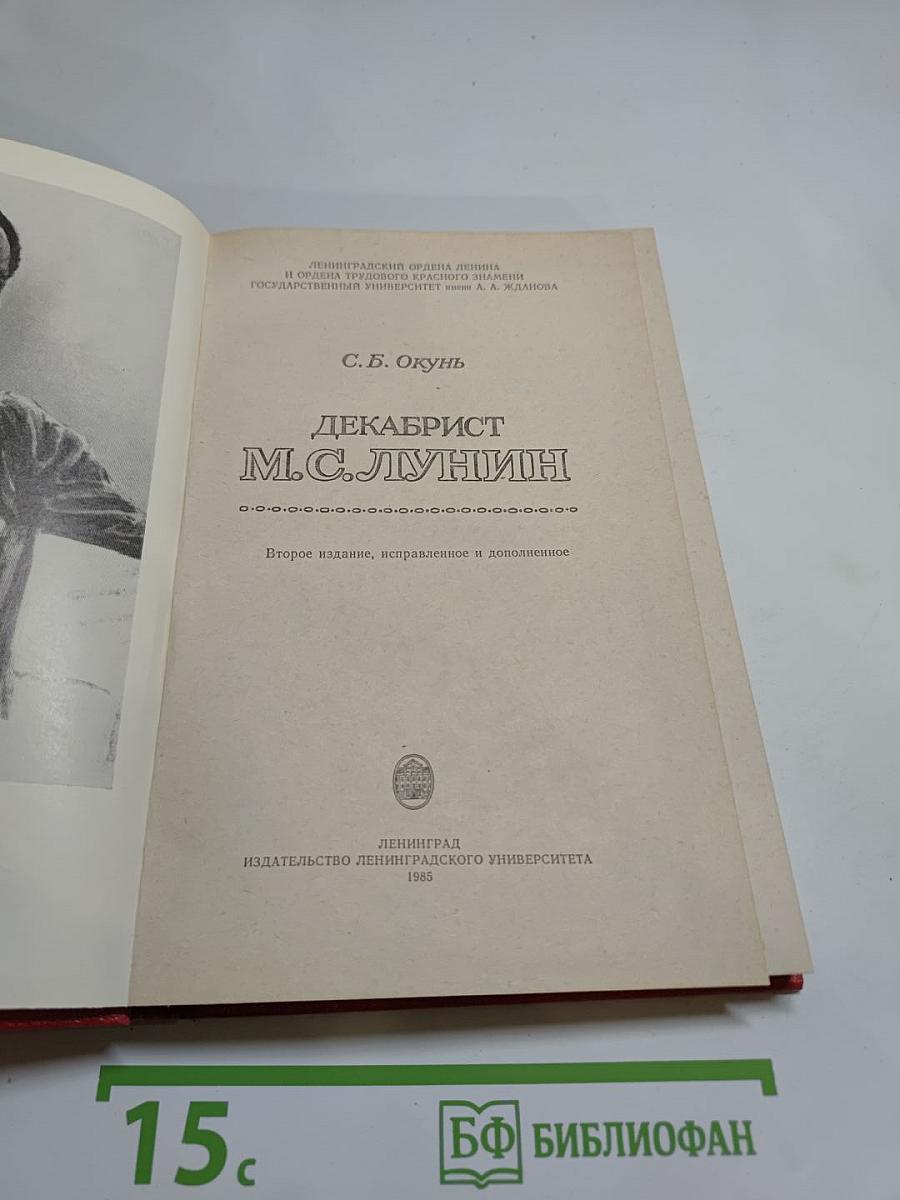 ЛЕНИНГРАДСКИЙ ОРДЕНА ЛЕНИНА
И ОРДЕНА ТРУДОВОГО КРАСНОГО ЗНАМЕНИ
ГОСУДАРСТВЕННЫЙ УНИВЕРСИТЕТ имени А. А. ЖДАНОВА
С. Б. Окунь
ДЕКАБРИСТ
М.С. ЛУНИН
Второе издание, исправленное и дополненное
ЛЕНИНГРАД
ИЗДАТЕЛЬСТВО ЛЕНИНГРАДСКОГО УНИВЕРСИТЕТА
1985
15 с
БФ БИБЛИОФАН